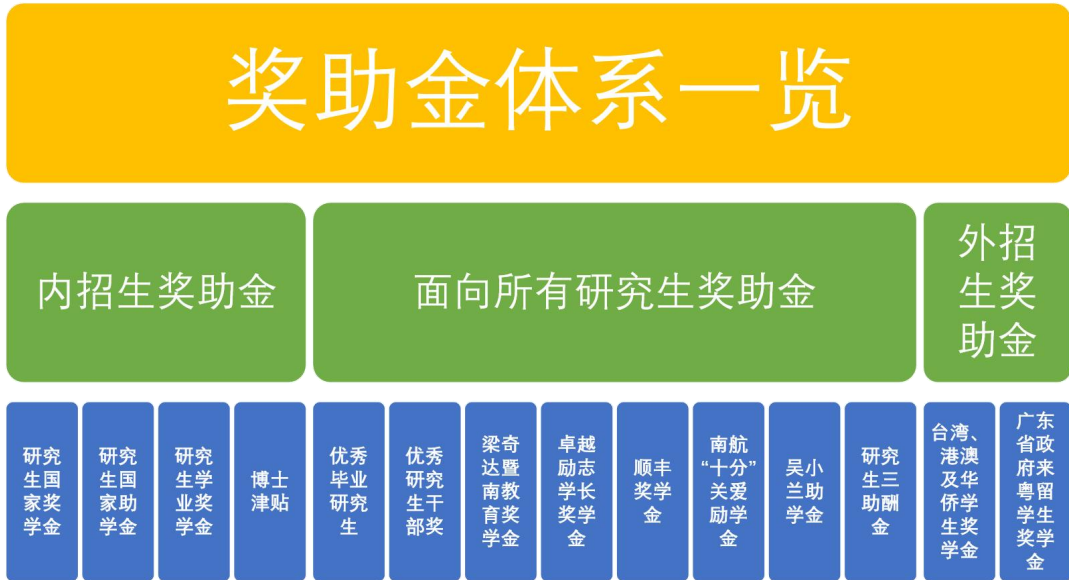 奖助金体系一览
内招生奖助金
面向所有研究生奖助金
外招
生奖
助金
研究
生国
家奖
学金
研究
生国
家助
学金
研究
生学
业奖
学金
博士
津贴
优秀
毕业
研究
生
优秀
研究
生干
部奖
梁奇
达暨
南教
育奖
学金
卓越
励志
学长
奖学
金
顺丰
奖学
金
南航
“十分”
关爱
励学
金
吴小
兰助
学金
研究
生三
助酬
金
台湾、
港澳
及华
侨学
生奖
学金
广东
省政
府来
粤留
学生
奖学
金